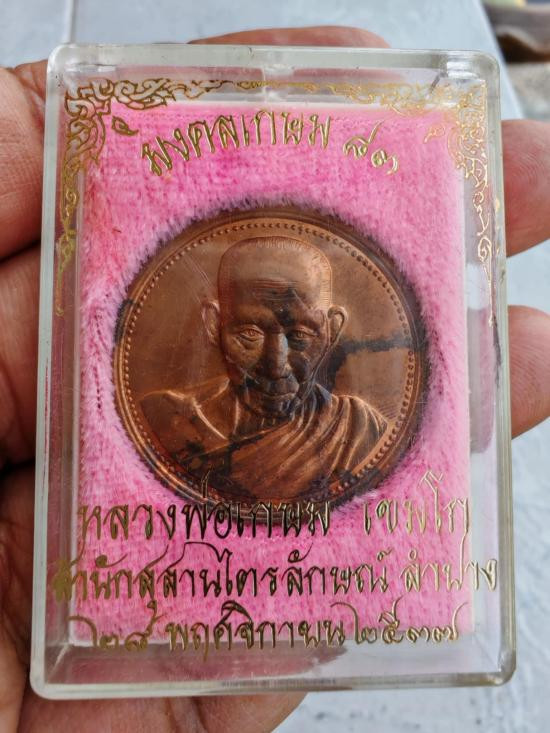 มงคลเกษม ๘๓
หลวงพ่อเกษม เขมโก
สำนักสุสานไตรลักษณ์ ลำปาง
๒๘ พฤศจิกายน ๒๕๓๗